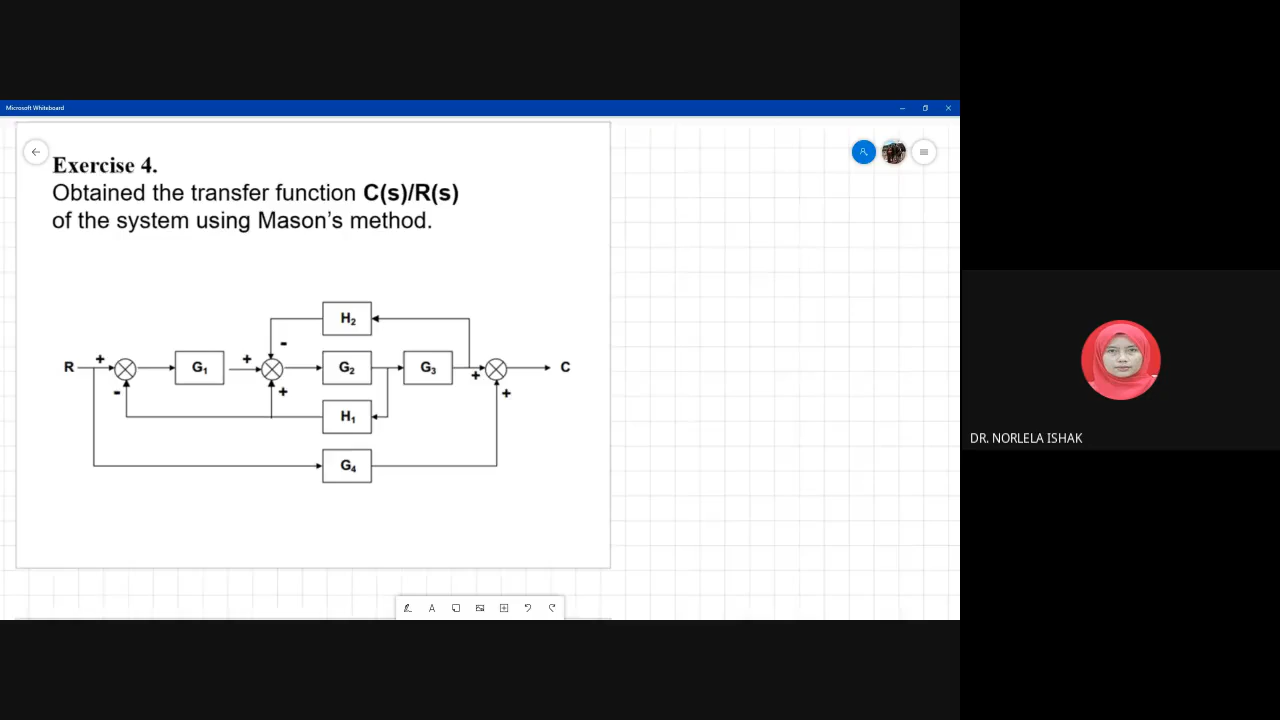 Microsoft Whiteboard
Exercise 4.
Obtained the transfer function C(s)/R(s)
of the system using Mason's method.
H₂
-
R + G₁ + G₂ G₃ + C
- + +
H₁
G₄
A
DR. NORLELA ISHAK